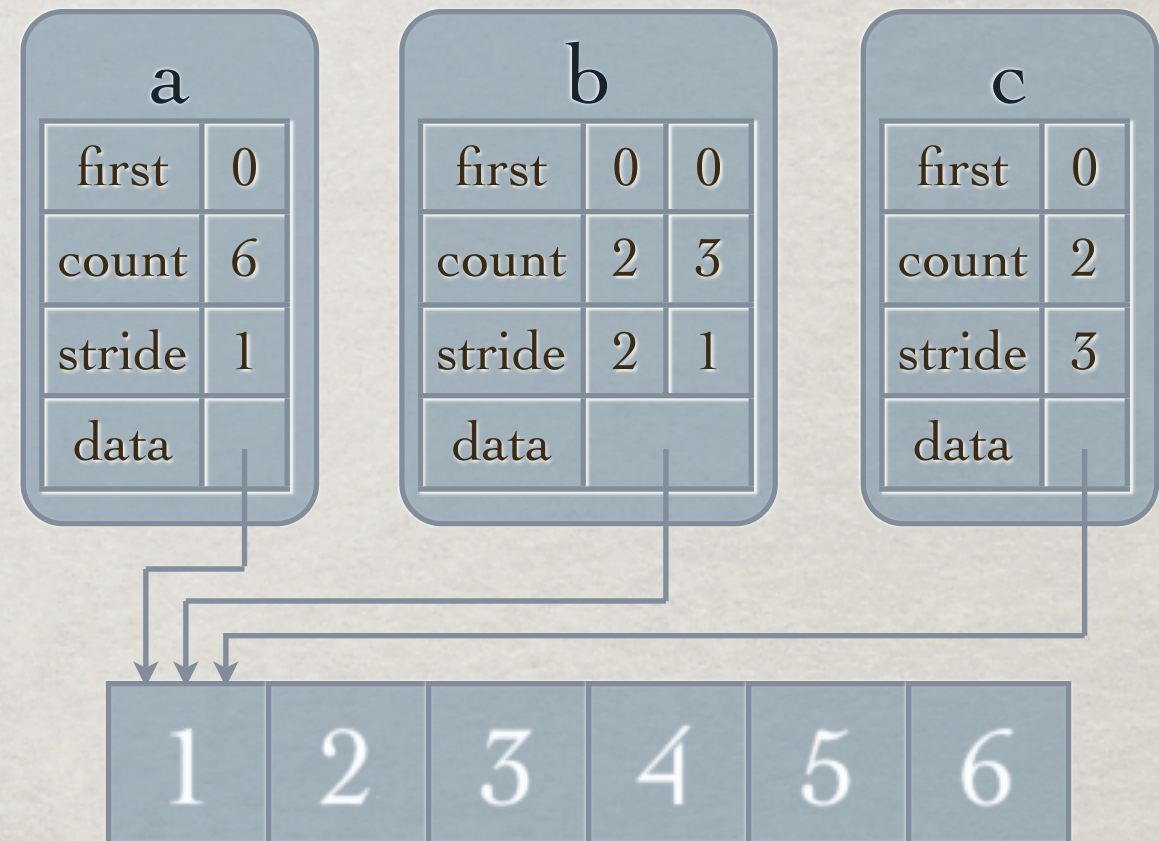 a
first 0
count 6
stride 1
data
b
first 0 0
count 2 3
stride 2 1
data
c
first 0
count 2
stride 3
data
1 2 3 4 5 6